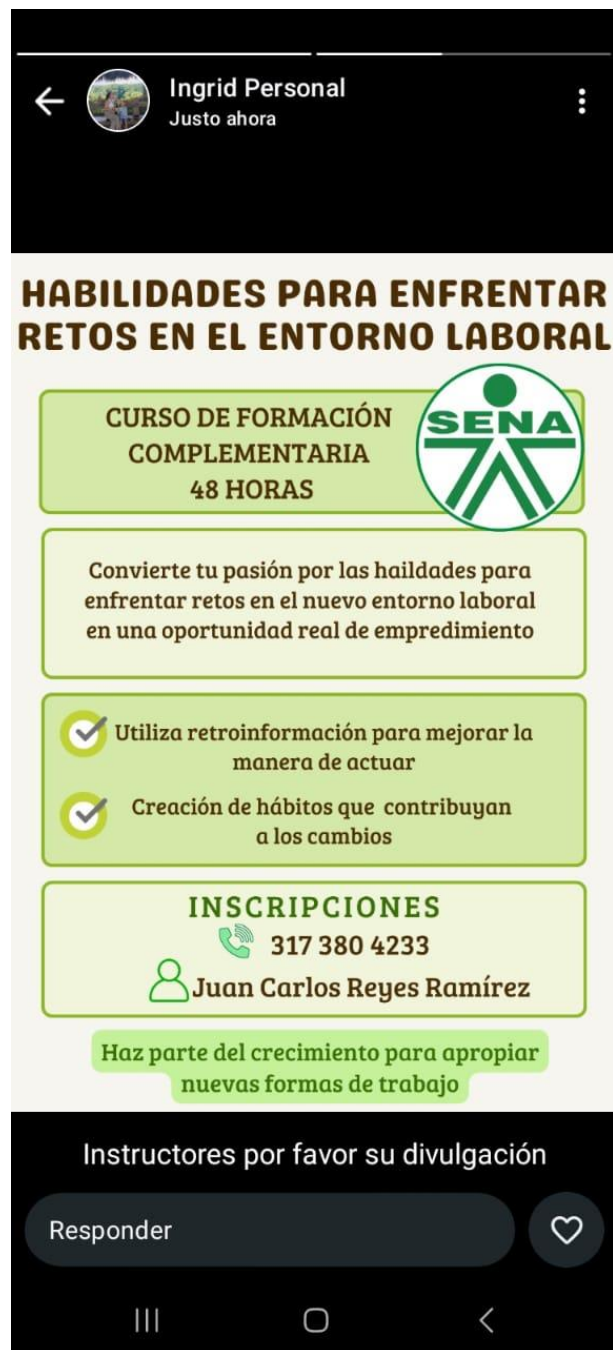 Ingrid Personal
Justo ahora
HABILIDADES PARA ENFRENTAR
RETOS EN EL ENTORNO LABORAL
CURSO DE FORMACIÓN
COMPLEMENTARIA
48 HORAS
SENA
Convierte tu pasión por las haildades para
enfrentar retos en el nuevo entorno laboral
en una oportunidad real de empredimiento
Utiliza retroinformación para mejorar la
manera de actuar
Creación de hábitos que contribuyan
a los cambios
INSCRIPCIONES
317 380 4233
Juan Carlos Reyes Ramírez
Haz parte del crecimiento para apropiar
nuevas formas de trabajo
Instructores por favor su divulgación
Responder